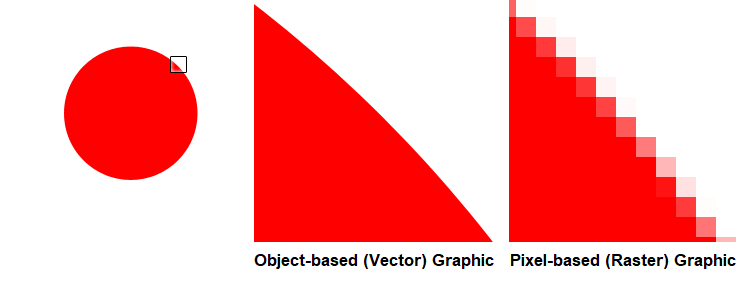 Object-based (Vector) Graphic
Pixel-based (Raster) Graphic